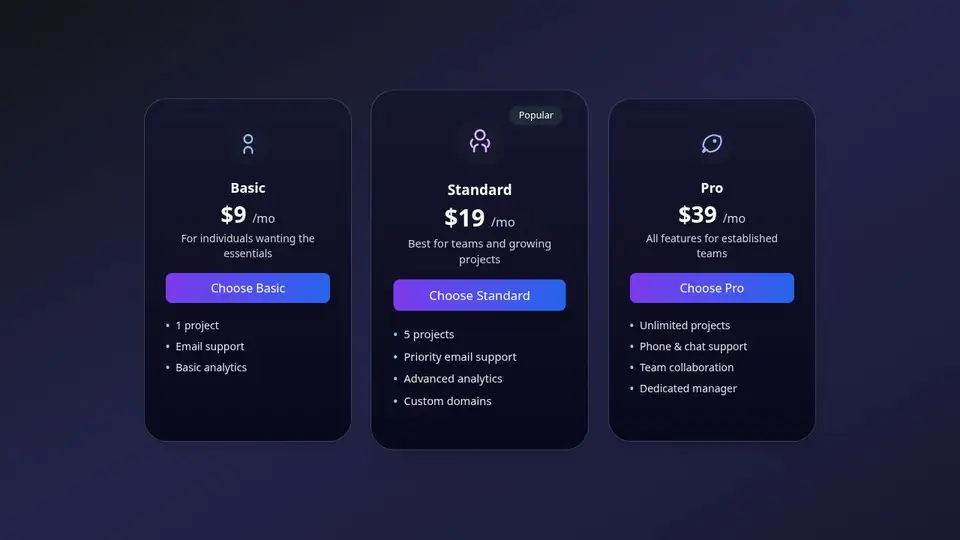 Basic
$9 /mo
For individuals wanting the
essentials
Choose Basic
• 1 project
• Email support
• Basic analytics
Popular
Standard
$19 /mo
Best for teams and growing
projects
Choose Standard
• 5 projects
• Priority email support
• Advanced analytics
• Custom domains
Pro
$39 /mo
All features for established
teams
Choose Pro
• Unlimited projects
• Phone & chat support
• Team collaboration
• Dedicated manager